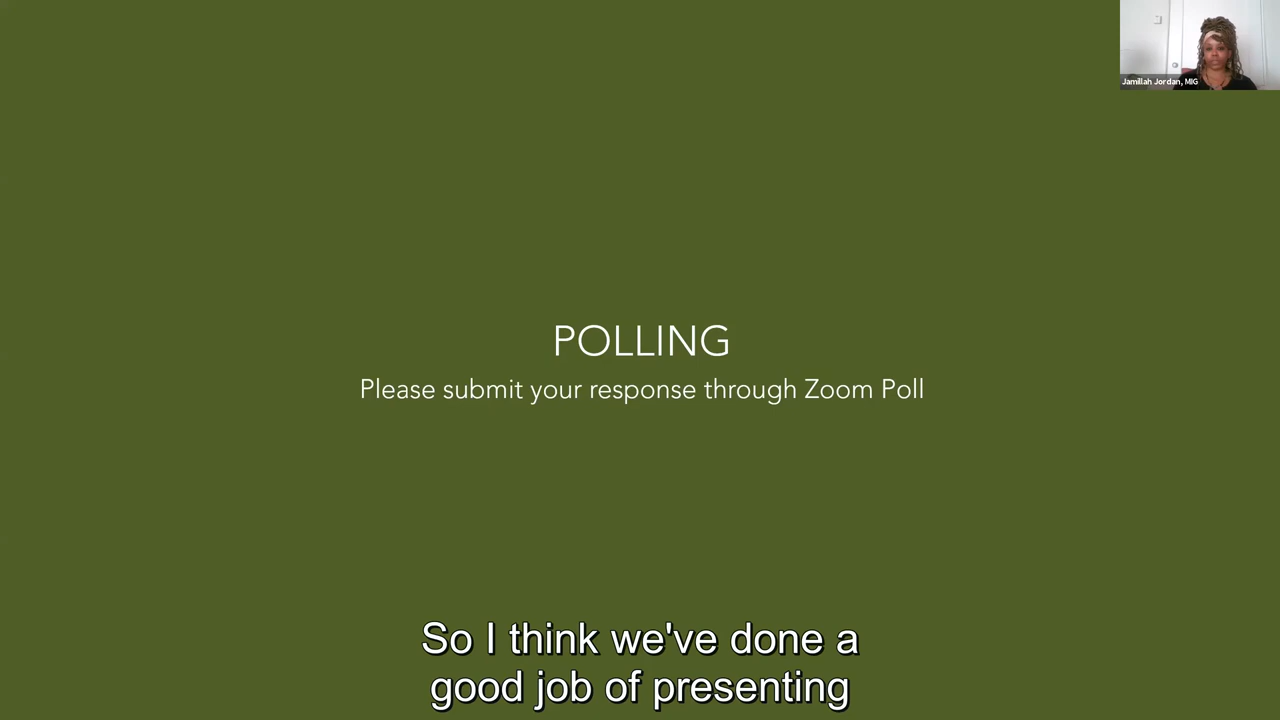 Jamillah Jordan, MIG
POLLING
Please submit your response through Zoom Poll
So I think we've done a
good job of presenting